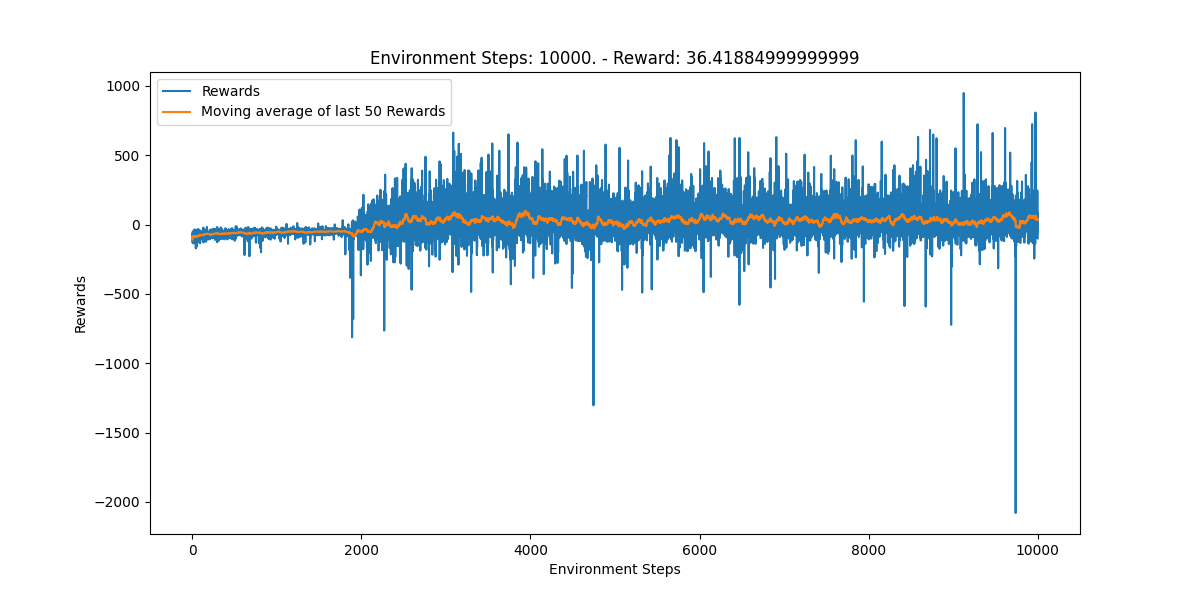 Environment Steps: 10000. - Reward: 36.41884999999999
Rewards
Moving average of last 50 Rewards
1000
500
0
−500
−1000
−1500
−2000
Rewards
0 2000 4000 6000 8000 10000
Environment Steps